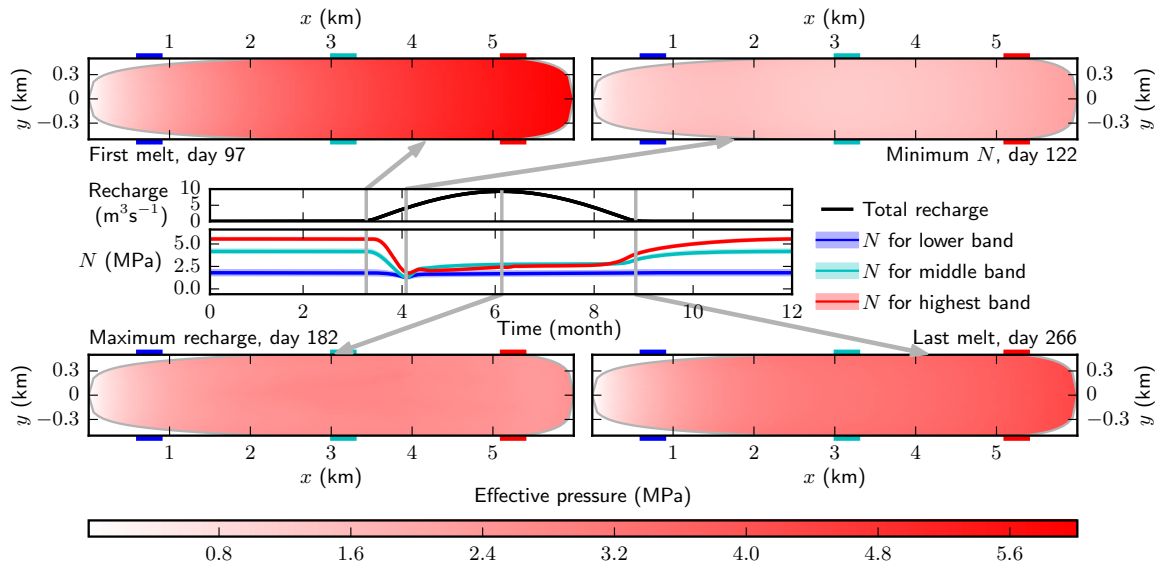 x (km)
x (km)
1 2 3 4 5
1 2 3 4 5
y (km)
0.3
0
−0.3
0.3
0
−0.3
y (km)
First melt, day 97
Minimum N, day 122
Recharge
(m³s⁻¹)
10
5
0
N (MPa)
5.0
2.5
0.0
0 2 4 6 8 10 12
Time (month)
Total recharge
N for lower band
N for middle band
N for highest band
Maximum recharge, day 182
Last melt, day 266
y (km)
0.3
0
−0.3
0.3
0
−0.3
y (km)
1 2 3 4 5
1 2 3 4 5
x (km)
x (km)
Effective pressure (MPa)
0.8 1.6 2.4 3.2 4.0 4.8 5.6